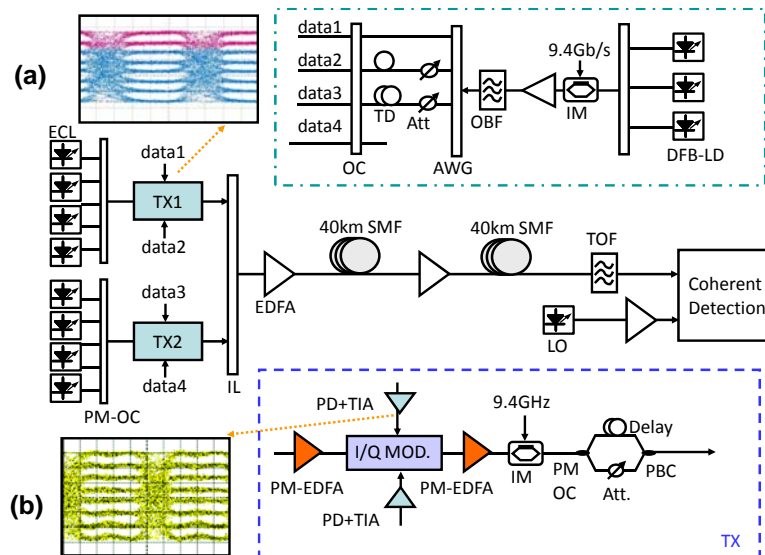 (a)
data1
data2
data3
data4
TD
Att
OC
AWG
OBF
9.4Gb/s
IM
DFB-LD
ECL
data1
TX1
data2
data3
TX2
data4
PM-OC
IL
EDFA
40km SMF
40km SMF
TOF
LO
Coherent
Detection
(b)
PD+TIA
I/Q MOD.
PM-EDFA
PM-EDFA
PD+TIA
9.4GHz
IM
PM
OC
Delay
Att.
PBC
TX